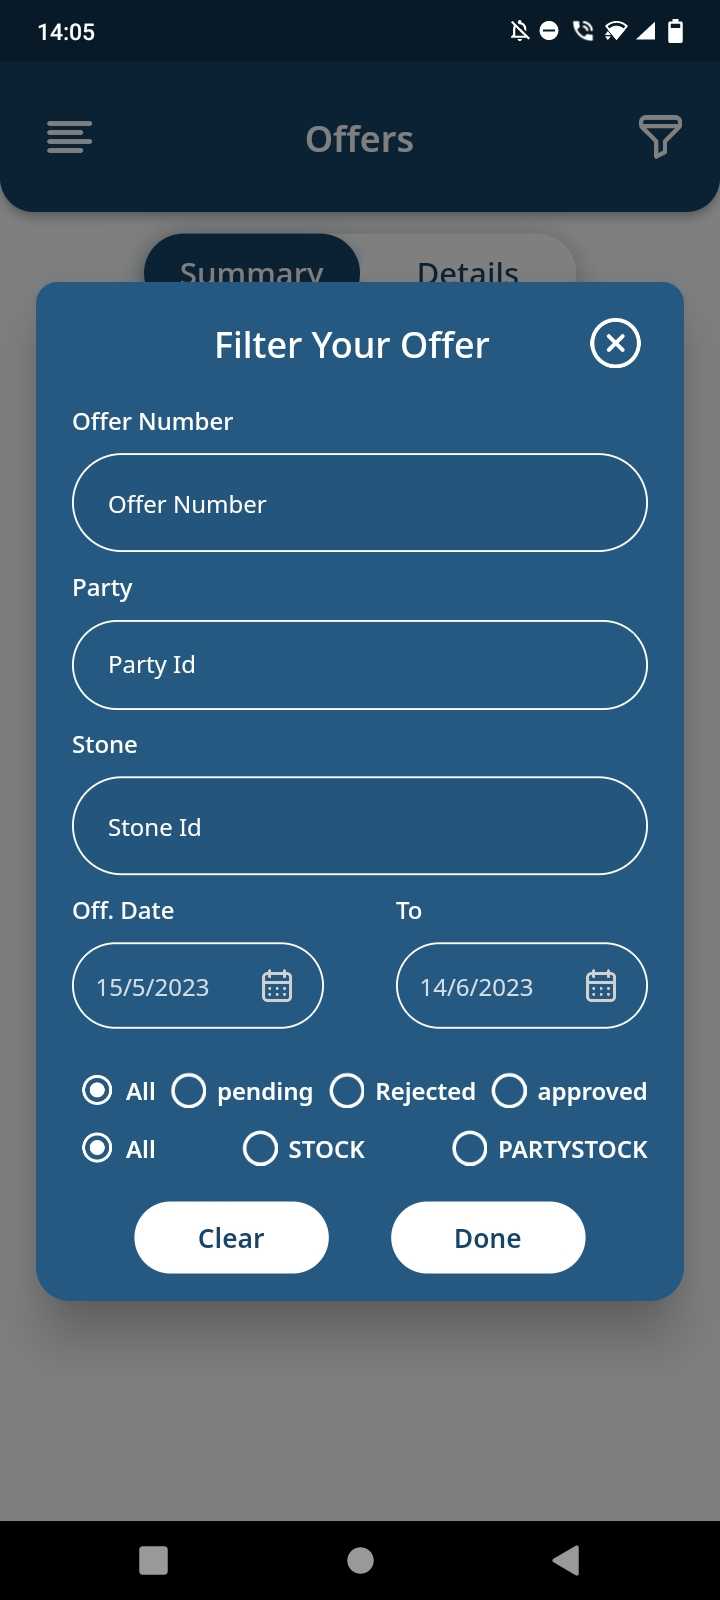 14:05
Offers
Summary Details
Filter Your Offer
Offer Number
Offer Number
Party
Party Id
Stone
Stone Id
Off. Date To
15/5/2023 14/6/2023
All pending Rejected approved
All STOCK PARTYSTOCK
Clear Done